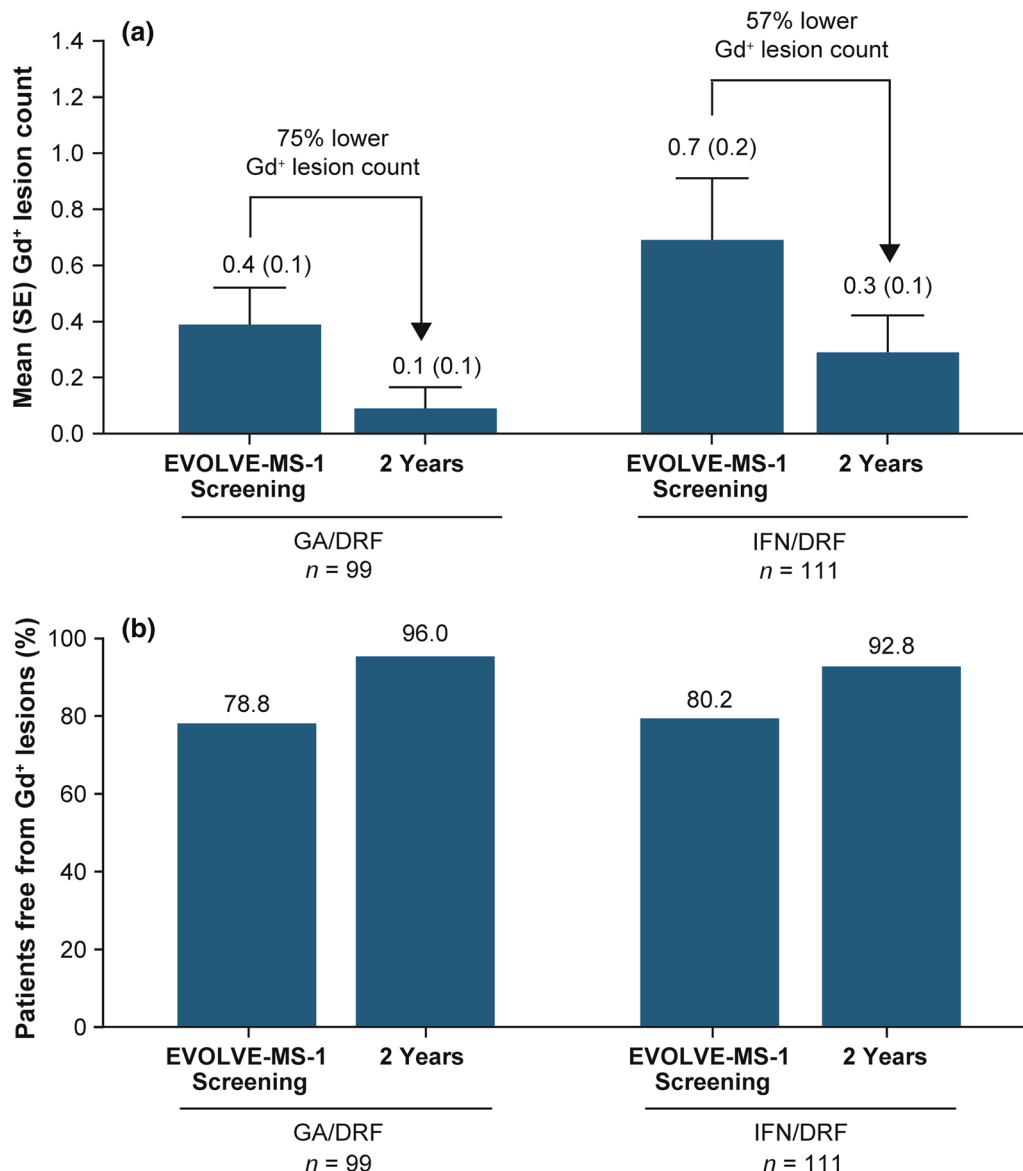 (a)
57% lower
Gd⁺ lesion count
75% lower
Gd⁺ lesion count
Mean (SE) Gd⁺ lesion count
1.4
1.2
1.0
0.8
0.6
0.4
0.2
0.0
0.4 (0.1)
0.1 (0.1)
0.7 (0.2)
0.3 (0.1)
EVOLVE-MS-1
Screening
2 Years
EVOLVE-MS-1
Screening
2 Years
GA/DRF
n = 99
IFN/DRF
n = 111
(b)
Patients free from Gd⁺ lesions (%)
100
80
60
40
20
0
78.8
96.0
80.2
92.8
EVOLVE-MS-1
Screening
2 Years
EVOLVE-MS-1
Screening
2 Years
GA/DRF
n = 99
IFN/DRF
n = 111